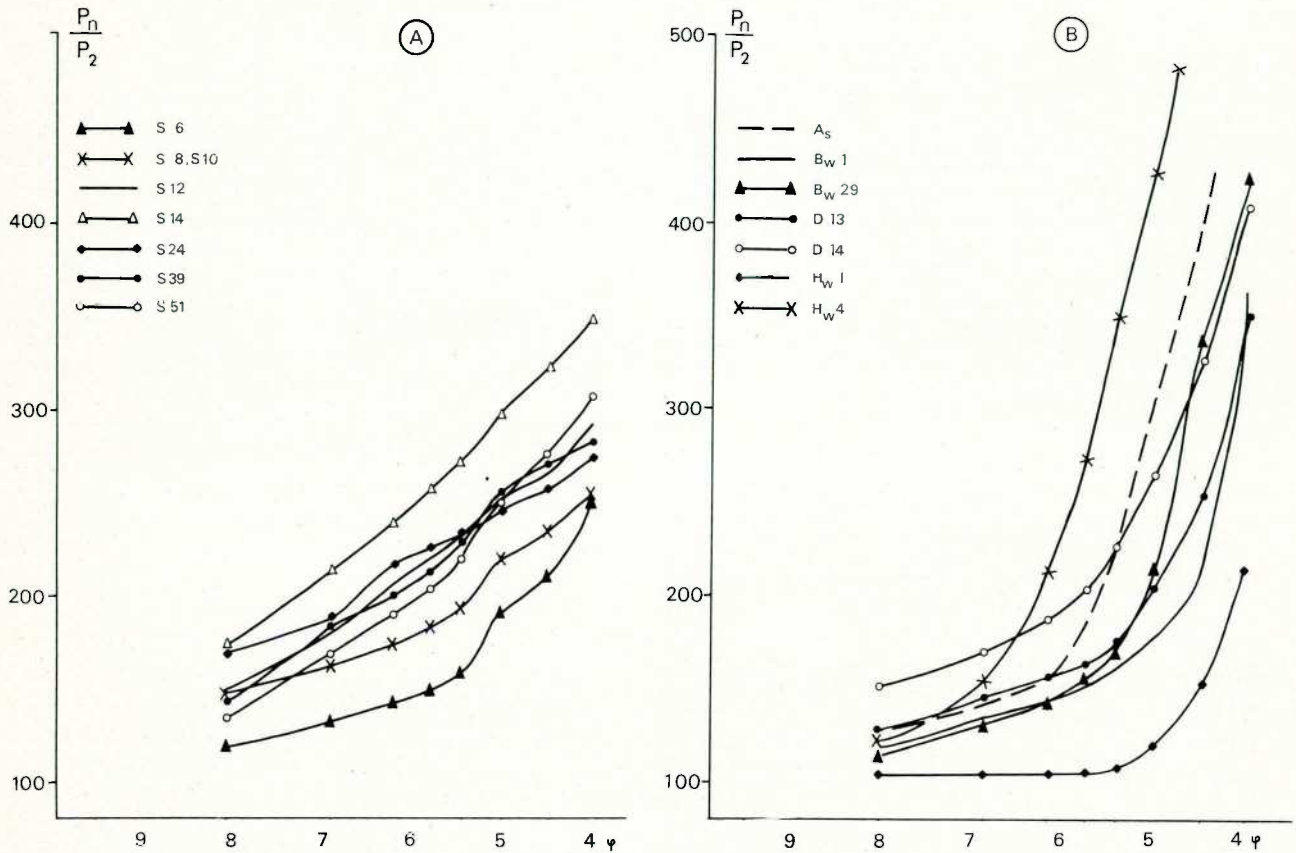 Pn
P2
A
S 6
S 8, S10
S 12
S 14
S 24
S 39
S 51
400
300
200
100
9 8 7 6 5 4 φ
500
Pn
P2
B
As
Bw 1
Bw 29
D 13
D 14
Hw 1
Hw 4
400
300
200
100
9 8 7 6 5 4 φ